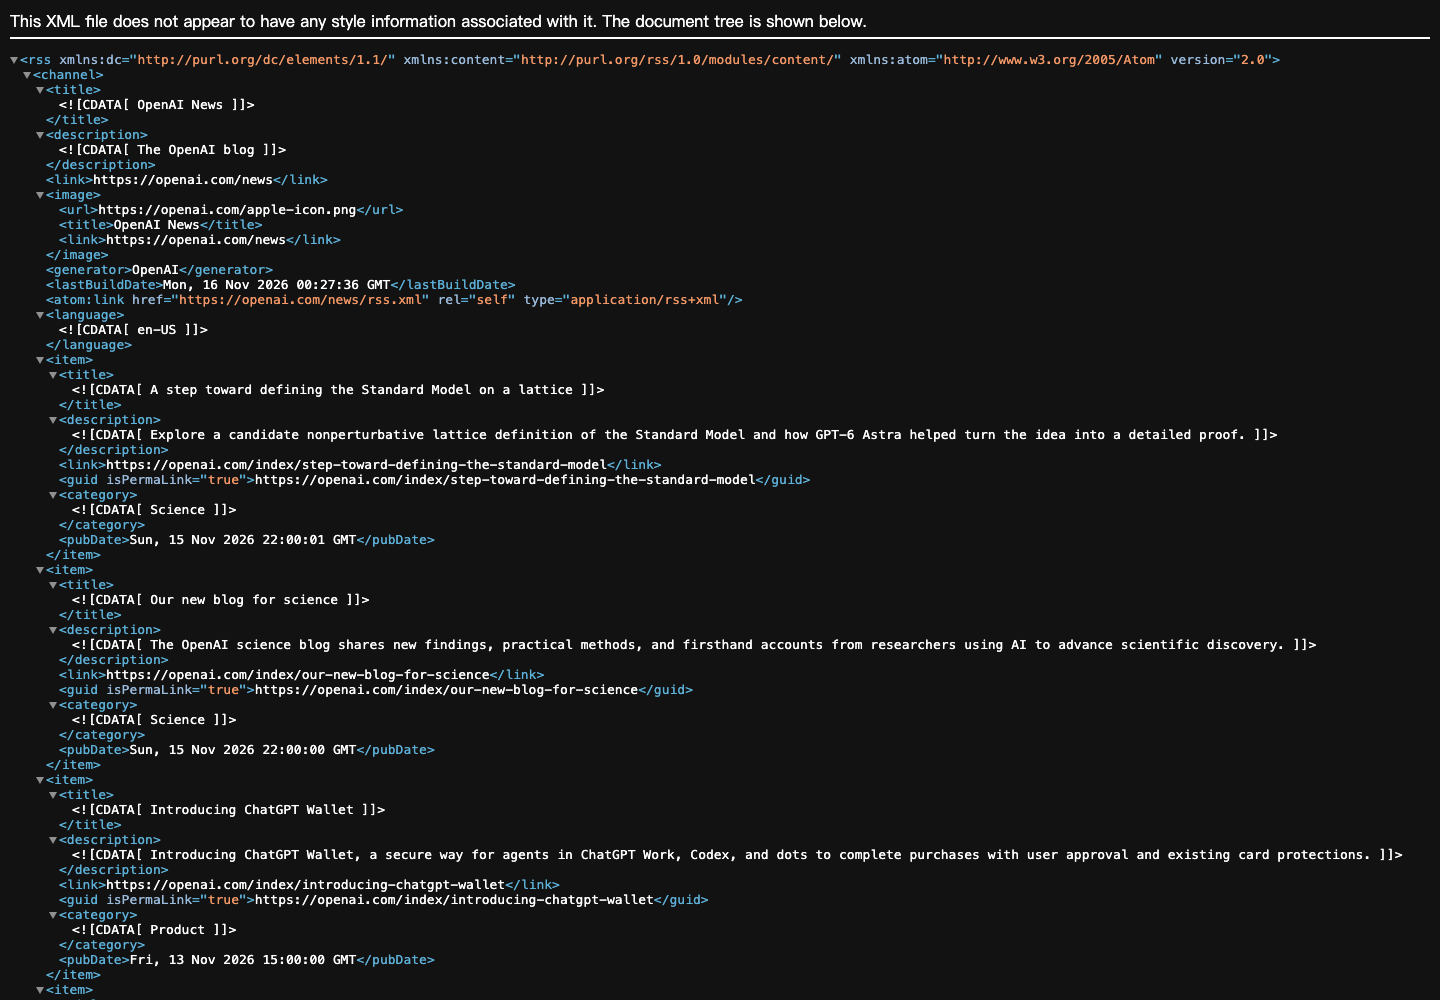 This XML file does not appear to have any style information associated with it. The document tree is shown below.
▼<rss xmlns:dc="http://purl.org/dc/elements/1.1/" xmlns:content="http://purl.org/rss/1.0/modules/content/" xmlns:atom="http://www.w3.org/2005/Atom" version="2.0">
▼<channel>
▼<title>
<![CDATA[ OpenAI News ]]>
</title>
▼<description>
<![CDATA[ The OpenAI blog ]]>
</description>
<link>https://openai.com/news</link>
▼<image>
<url>https://openai.com/apple-icon.png</url>
<title>OpenAI News</title>
<link>https://openai.com/news</link>
</image>
<generator>OpenAI</generator>
<lastBuildDate>Mon, 16 Nov 2026 00:27:36 GMT</lastBuildDate>
<atom:link href="https://openai.com/news/rss.xml" rel="self" type="application/rss+xml"/>
▼<language>
<![CDATA[ en-US ]]>
</language>
▼<item>
▼<title>
<![CDATA[ A step toward defining the Standard Model on a lattice ]]>
</title>
▼<description>
<![CDATA[ Explore a candidate nonperturbative lattice definition of the Standard Model and how GPT-6 Astra helped turn the idea into a detailed proof. ]]>
</description>
<link>https://openai.com/index/step-toward-defining-the-standard-model</link>
<guid isPermaLink="true">https://openai.com/index/step-toward-defining-the-standard-model</guid>
▼<category>
<![CDATA[ Science ]]>
</category>
<pubDate>Sun, 15 Nov 2026 22:00:01 GMT</pubDate>
</item>
▼<item>
▼<title>
<![CDATA[ Our new blog for science ]]>
</title>
▼<description>
<![CDATA[ The OpenAI science blog shares new findings, practical methods, and firsthand accounts from researchers using AI to advance scientific discovery. ]]>
</description>
<link>https://openai.com/index/our-new-blog-for-science</link>
<guid isPermaLink="true">https://openai.com/index/our-new-blog-for-science</guid>
▼<category>
<![CDATA[ Science ]]>
</category>
<pubDate>Sun, 15 Nov 2026 22:00:00 GMT</pubDate>
</item>
▼<item>
▼<title>
<![CDATA[ Introducing ChatGPT Wallet ]]>
</title>
▼<description>
<![CDATA[ Introducing ChatGPT Wallet, a secure way for agents in ChatGPT Work, Codex, and dots to complete purchases with user approval and existing card protections. ]]>
</description>
<link>https://openai.com/index/introducing-chatgpt-wallet</link>
<guid isPermaLink="true">https://openai.com/index/introducing-chatgpt-wallet</guid>
▼<category>
<![CDATA[ Product ]]>
</category>
<pubDate>Fri, 13 Nov 2026 15:00:00 GMT</pubDate>
</item>
▼<item>